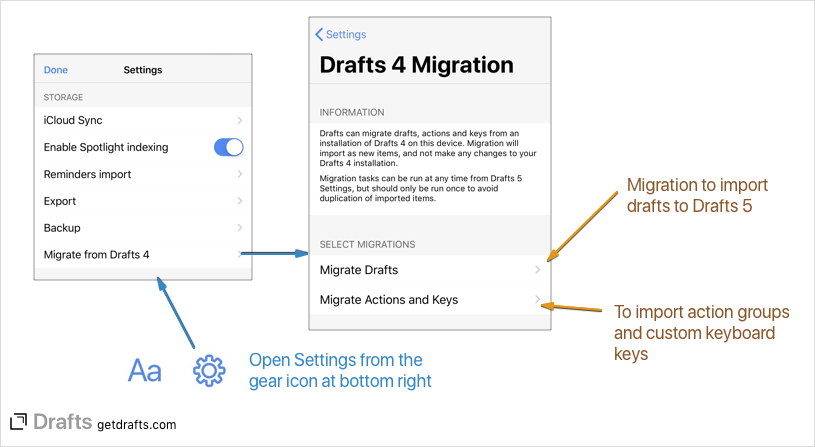 Done Settings
STORAGE
iCloud Sync
Enable Spotlight indexing
Reminders import
Export
Backup
Migrate from Drafts 4
Settings
Drafts 4 Migration
INFORMATION
Drafts can migrate drafts, actions and keys from an
installation of Drafts 4 on this device. Migration will
import as new items, and not make any changes to your
Drafts 4 installation.
Migration tasks can be run at any time from Drafts 5
Settings, but should only be run once to avoid
duplication of imported items.
SELECT MIGRATIONS
Migrate Drafts
Migrate Actions and Keys
Migration to import
drafts to Drafts 5
To import action groups
and custom keyboard
keys
Aa
Open Settings from the
gear icon at bottom right
Drafts getdrafts.com